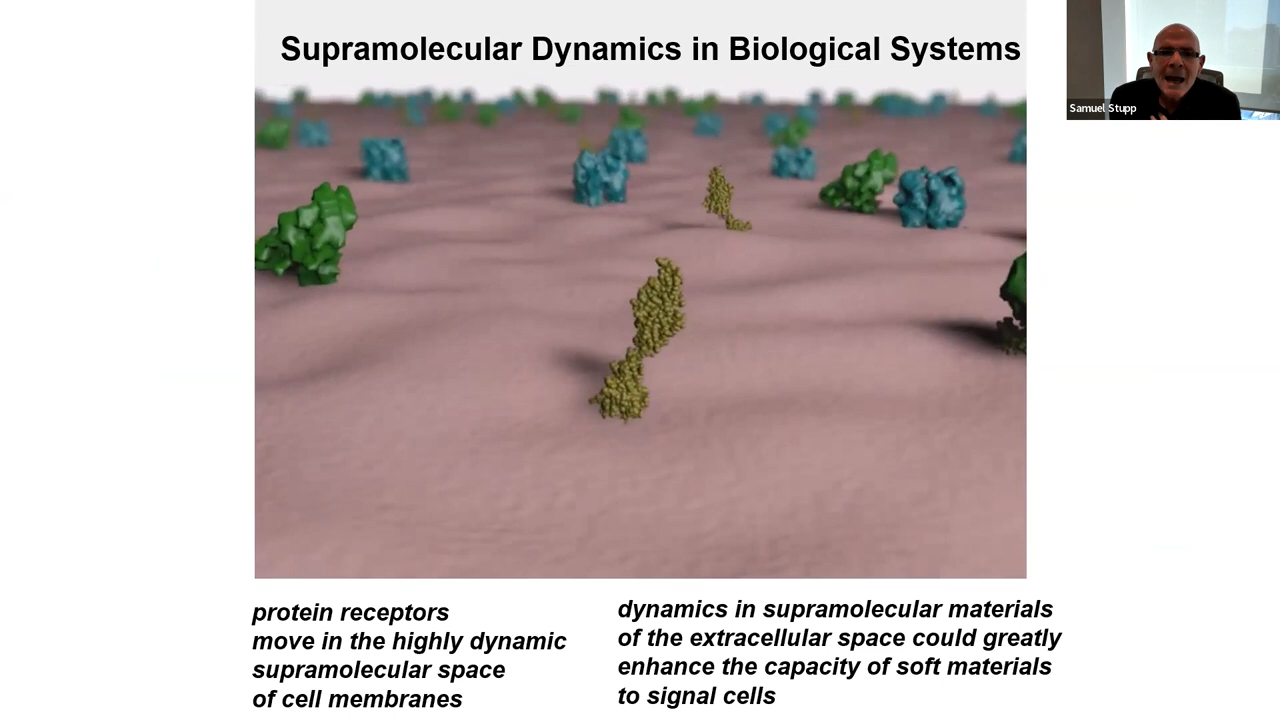 Supramolecular Dynamics in Biological Systems
Samuel Stupp
protein receptors
move in the highly dynamic
supramolecular space
of cell membranes
dynamics in supramolecular materials
of the extracellular space could greatly
enhance the capacity of soft materials
to signal cells